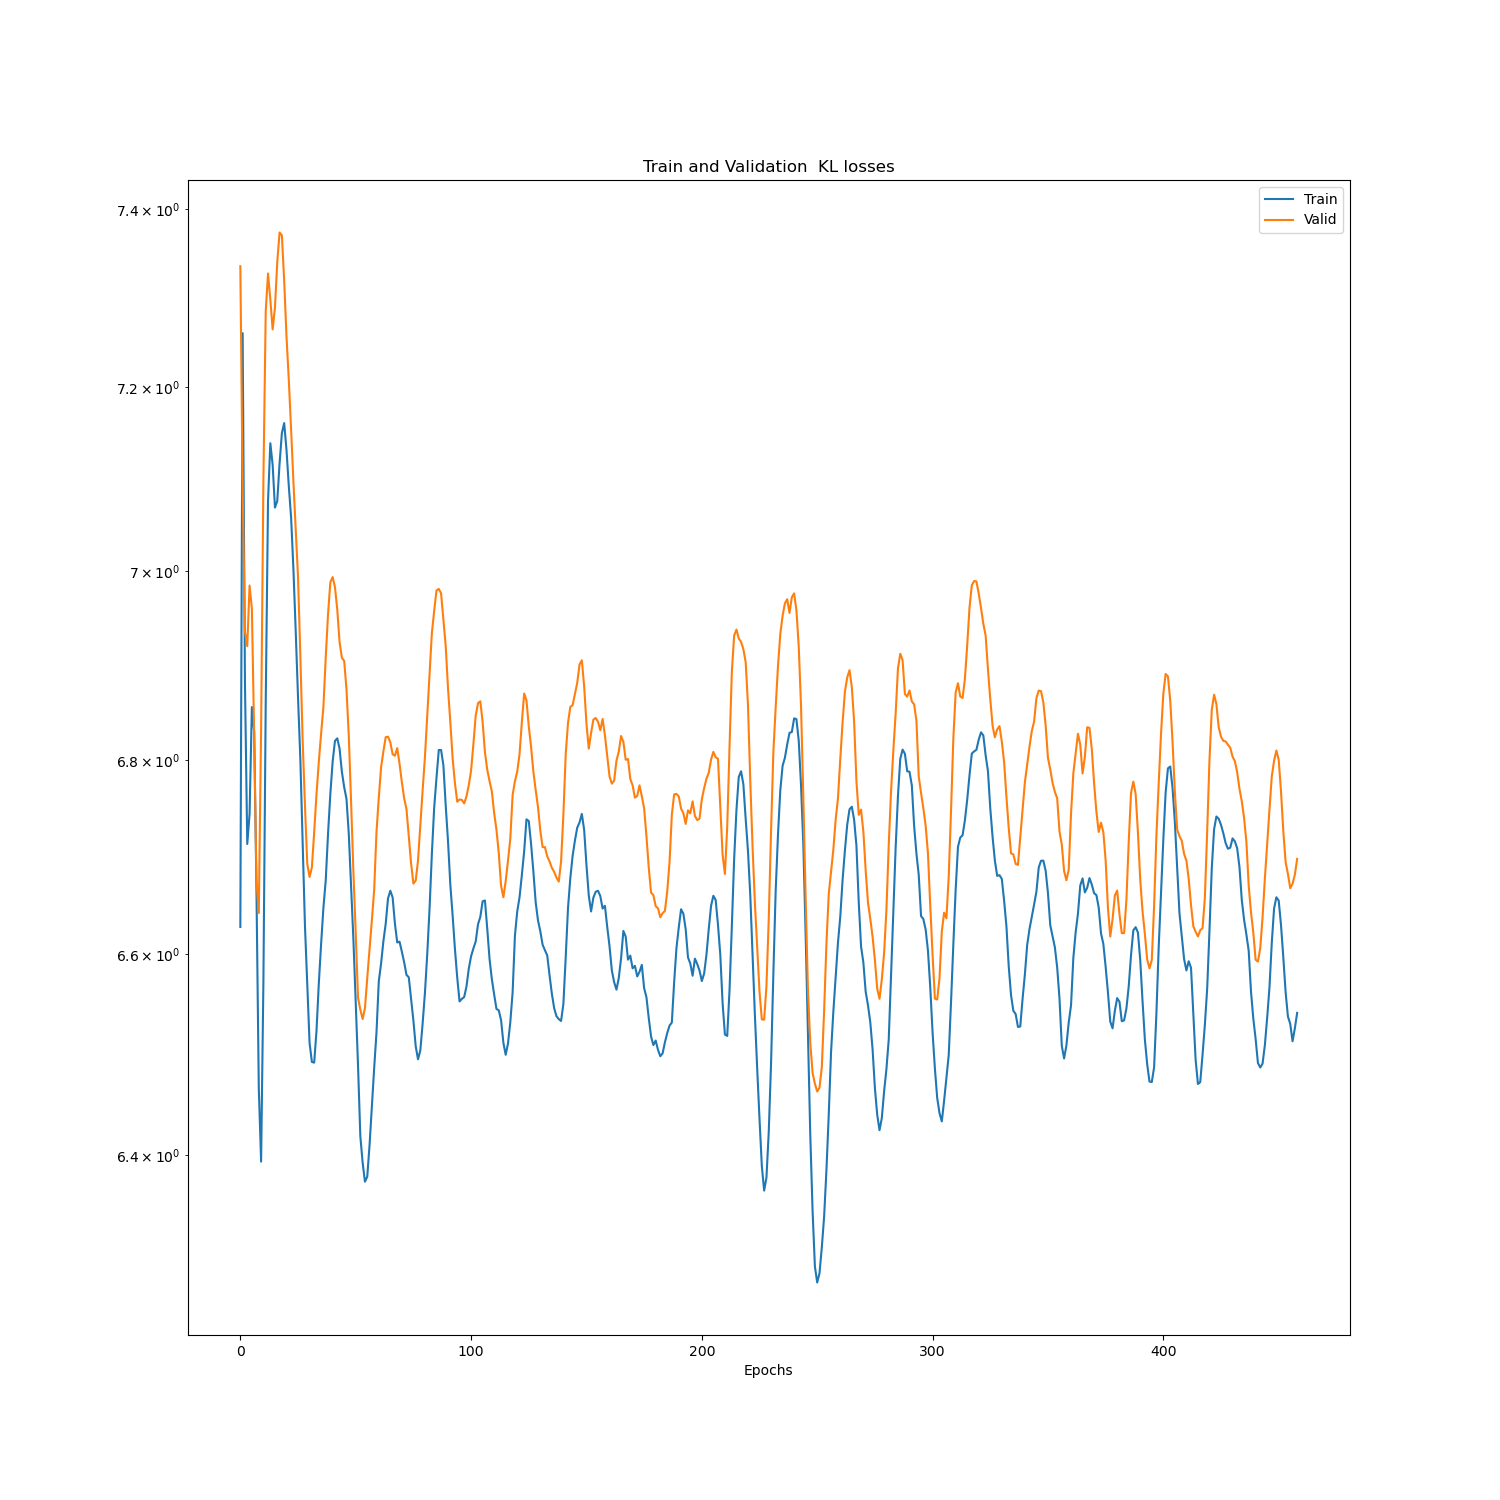 Train and Validation  KL losses
Train
Valid
7.4 × 10⁰
7.2 × 10⁰
7 × 10⁰
6.8 × 10⁰
6.6 × 10⁰
6.4 × 10⁰
0 100 200 300 400
Epochs